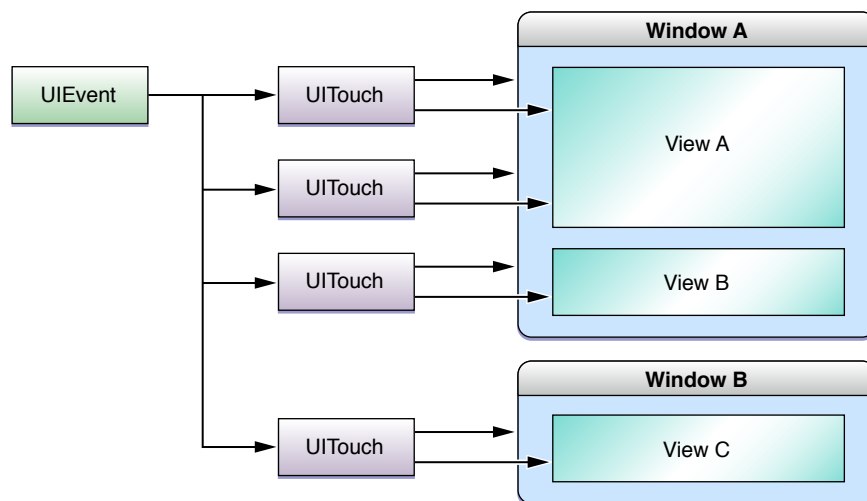 Window A
UIEvent
UITouch
View A
UITouch
UITouch
View B
Window B
UITouch
View C